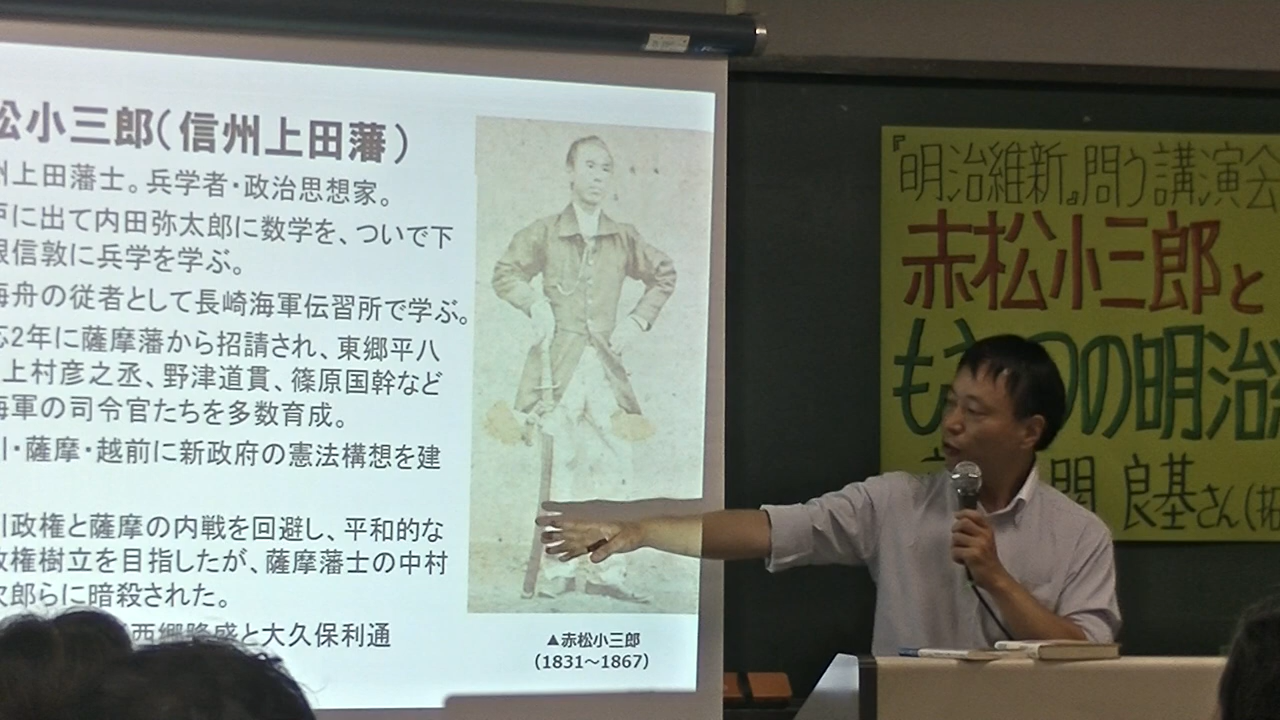 松小三郎(信州上田藩)
州上田藩士。兵学者・政治思想家。
戸に出て内田弥太郎に数学を、ついで下
根信敦に兵学を学ぶ。
海舟の従者として長崎海軍伝習所で学ぶ。
応2年に薩摩藩から招請され、東郷平八
上村彦之丞、野津道貫、篠原国幹など
海軍の司令官たちを多数育成。
川・薩摩・越前に新政府の憲法構想を建
川政権と薩摩の内戦を回避し、平和的な
政権樹立を目指したが、薩摩藩士の中村
次郎らに暗殺された。
西郷隆盛と大久保利通
▲赤松小三郎
(1831~1867)
『明治維新』問う講演会
赤松小三郎と
もう つの明治維
関 良基さん(拓